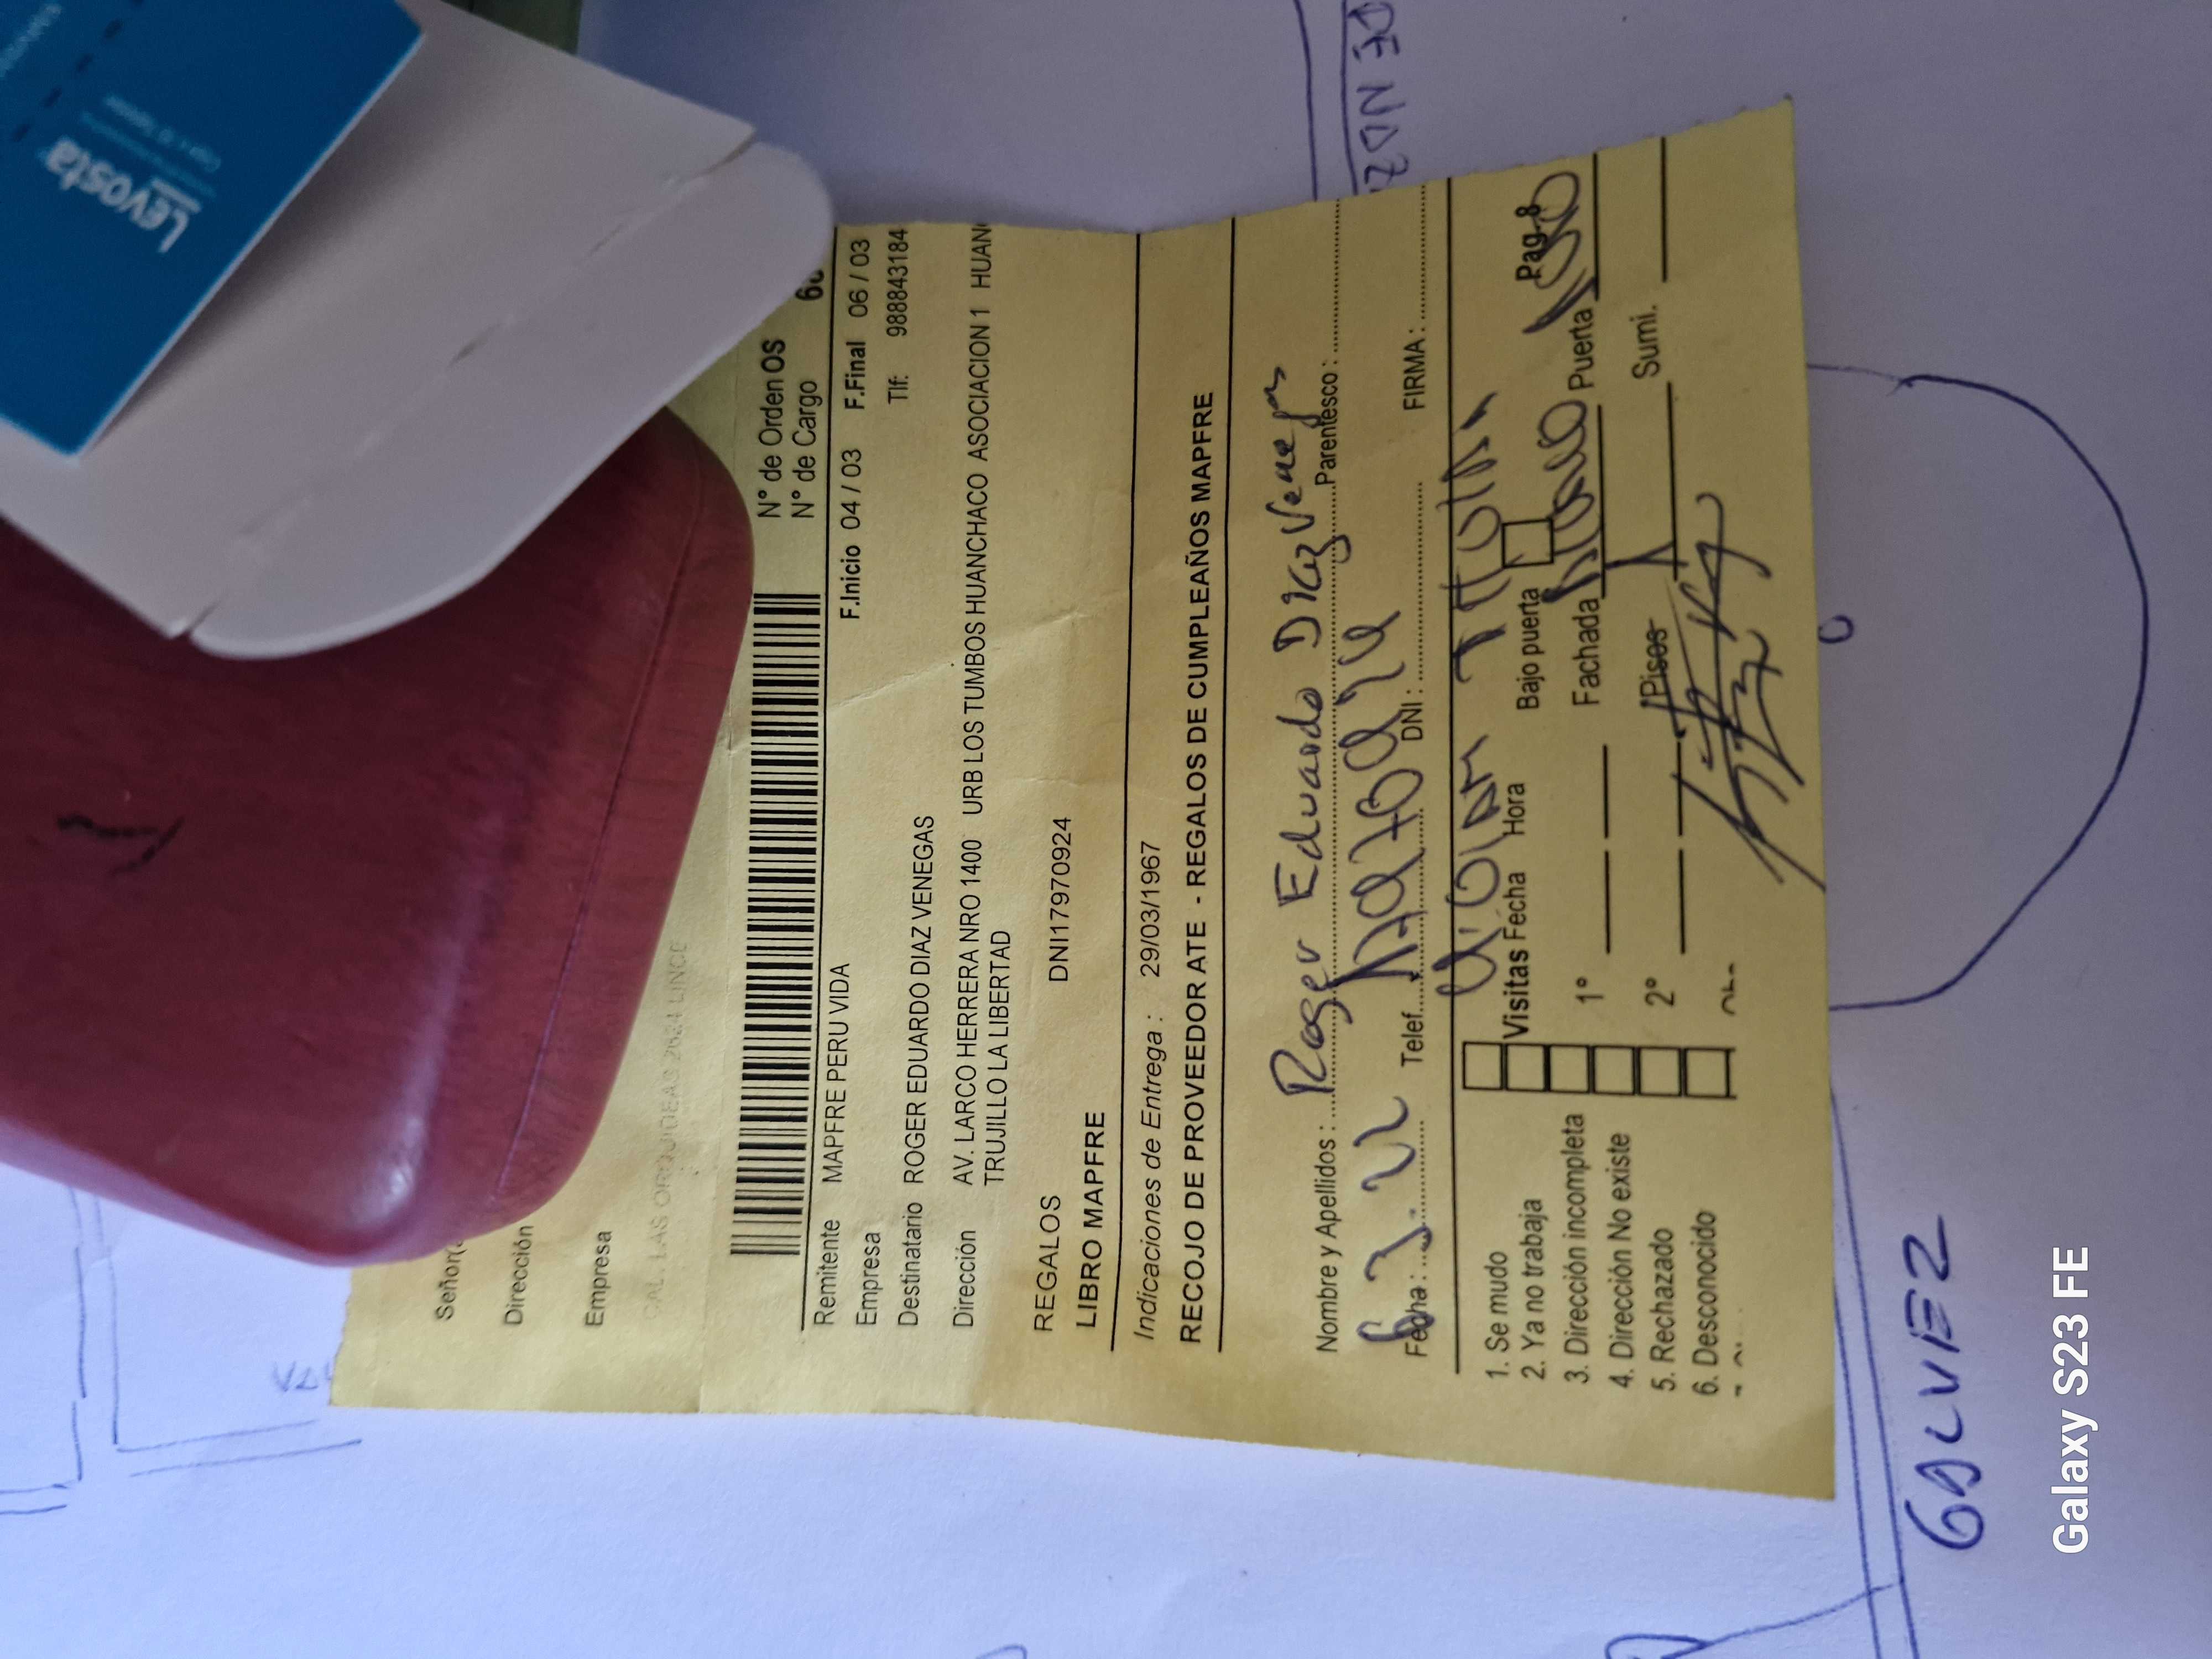 Levosta
Señor(
Dirección
Empresa
CAL. LAS ORQUIDEAS 2624 LINCE
N° de Orden OS
N° de Cargo
Remitente MAPFRE PERU VIDA F.Inicio 04 / 03 F.Final 06 / 03
Empresa Tlf: 988843184
Destinatario ROGER EDUARDO DIAZ VENEGAS
Dirección AV. LARCO HERRERA NRO 1400 URB LOS TUMBOS HUANCHACO ASOCIACION 1 HUAN
TRUJILLO LA LIBERTAD
REGALOS DNI17970924
LIBRO MAPFRE
Indicaciones de Entrega : 29/03/1967
RECOJO DE PROVEEDOR ATE - REGALOS DE CUMPLEAÑOS MAPFRE
Nombre y Apellidos : Roger Eduardo Diaz Venegas Parentesco :
Fecha : Telef. DNI : FIRMA :
TITULAR
1. Se mudo
2. Ya no trabaja
3. Dirección incompleta
4. Dirección No existe
5. Rechazado
6. Desconocido
Visitas Fecha Hora Bajo puerta Pag-8
1° Fachada Puerta
2° Pisos Sumi.
ZON DE
GALVEZ
Galaxy S23 FE